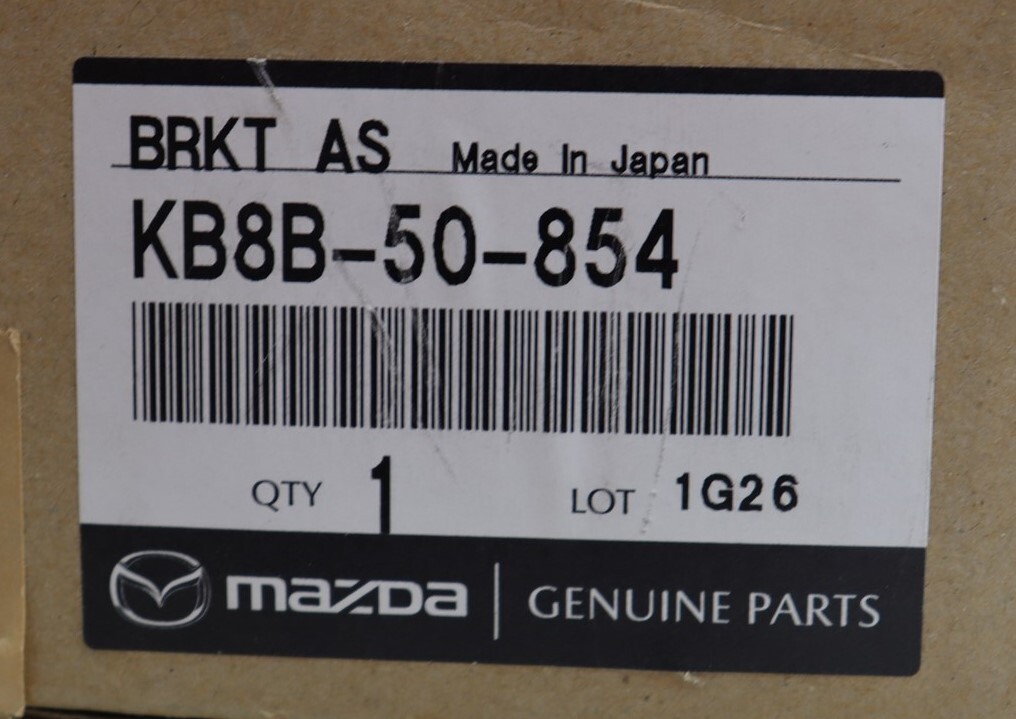 BRKT AS Made In Japan
KB8B-50-854
QTY 1 LOT 1G26
mazda GENUINE PARTS